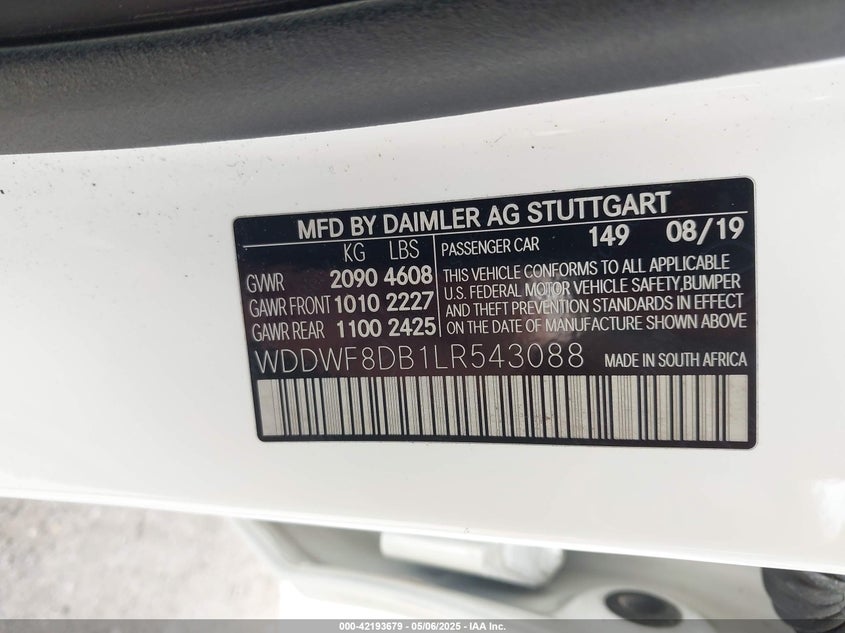 MFD BY DAIMLER AG STUTTGART
KG LBS
GVWR 2090 4608
GAWR FRONT 1010 2227
GAWR REAR 1100 2425
PASSENGER CAR 149 08/19
THIS VEHICLE CONFORMS TO ALL APPLICABLE
U.S. FEDERAL MOTOR VEHICLE SAFETY,BUMPER
AND THEFT PREVENTION STANDARDS IN EFFECT
ON THE DATE OF MANUFACTURE SHOWN ABOVE
WDDWF8DB1LR543088 MADE IN SOUTH AFRICA
000-42193679 - 05/06/2025 - IAA Inc.